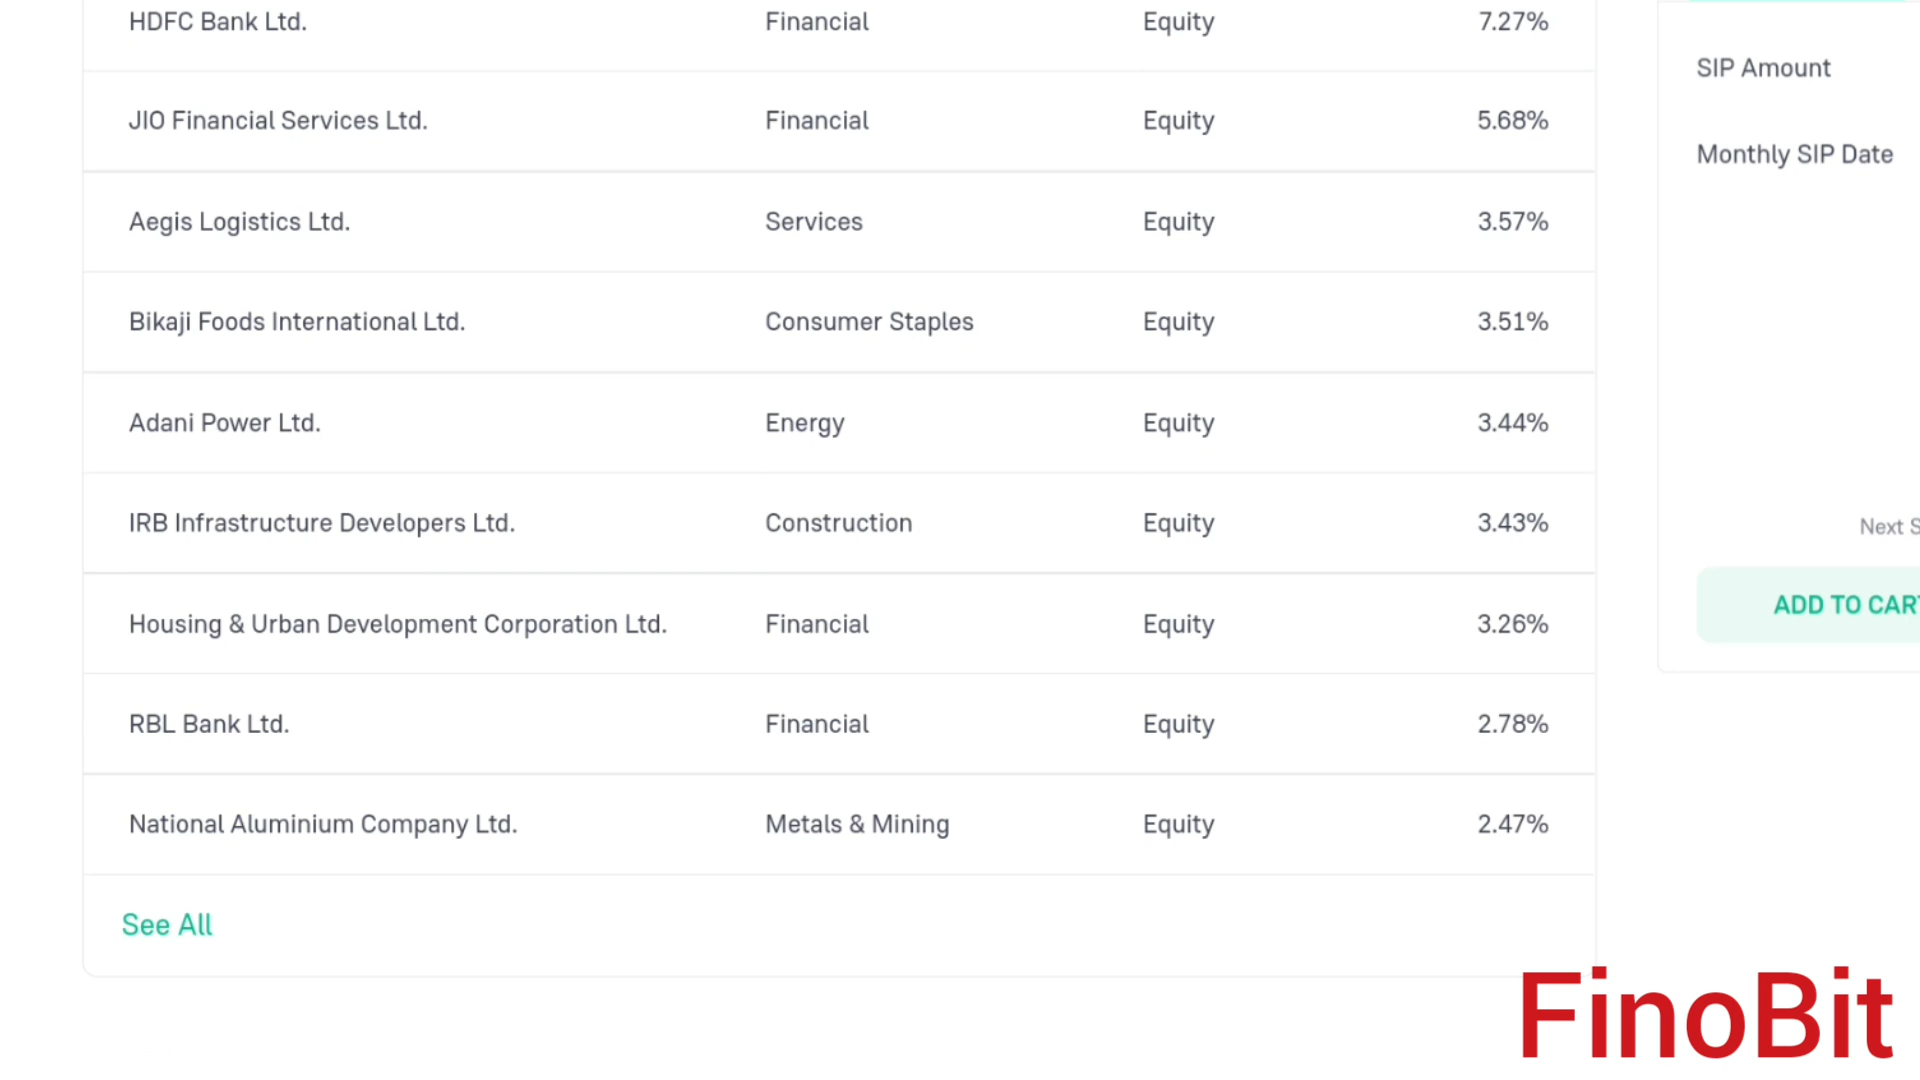 HDFC Bank Ltd. Financial Equity 7.27%
JIO Financial Services Ltd. Financial Equity 5.68%
Aegis Logistics Ltd. Services Equity 3.57%
Bikaji Foods International Ltd. Consumer Staples Equity 3.51%
Adani Power Ltd. Energy Equity 3.44%
IRB Infrastructure Developers Ltd. Construction Equity 3.43%
Housing & Urban Development Corporation Ltd. Financial Equity 3.26%
RBL Bank Ltd. Financial Equity 2.78%
National Aluminium Company Ltd. Metals & Mining Equity 2.47%
See All
SIP Amount
Monthly SIP Date
Next S
ADD TO CART
FinoBit